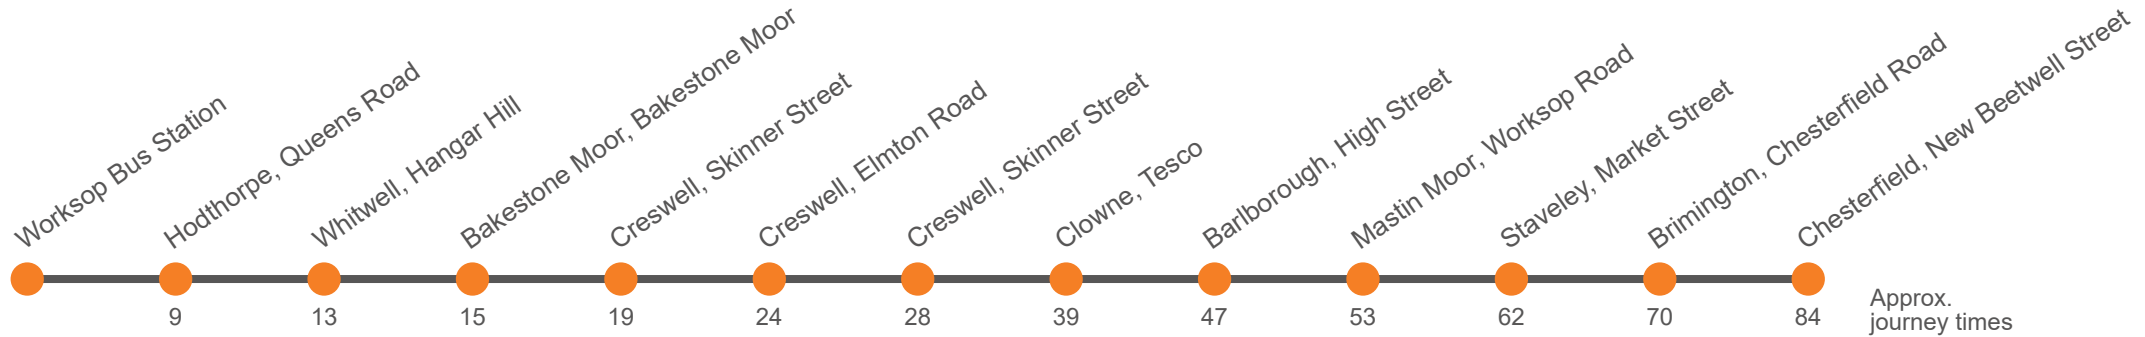 Worksop Bus Station
Hodthorpe, Queens Road
Whitwell, Hangar Hill
Bakestone Moor, Bakestone Moor
Creswell, Skinner Street
Creswell, Elmton Road
Creswell, Skinner Street
Clowne, Tesco
Barlborough, High Street
Mastin Moor, Worksop Road
Staveley, Market Street
Brimington, Chesterfield Road
Chesterfield, New Beetwell Street
9 13 15 19 24 28 39 47 53 62 70 84
Approx.
journey times